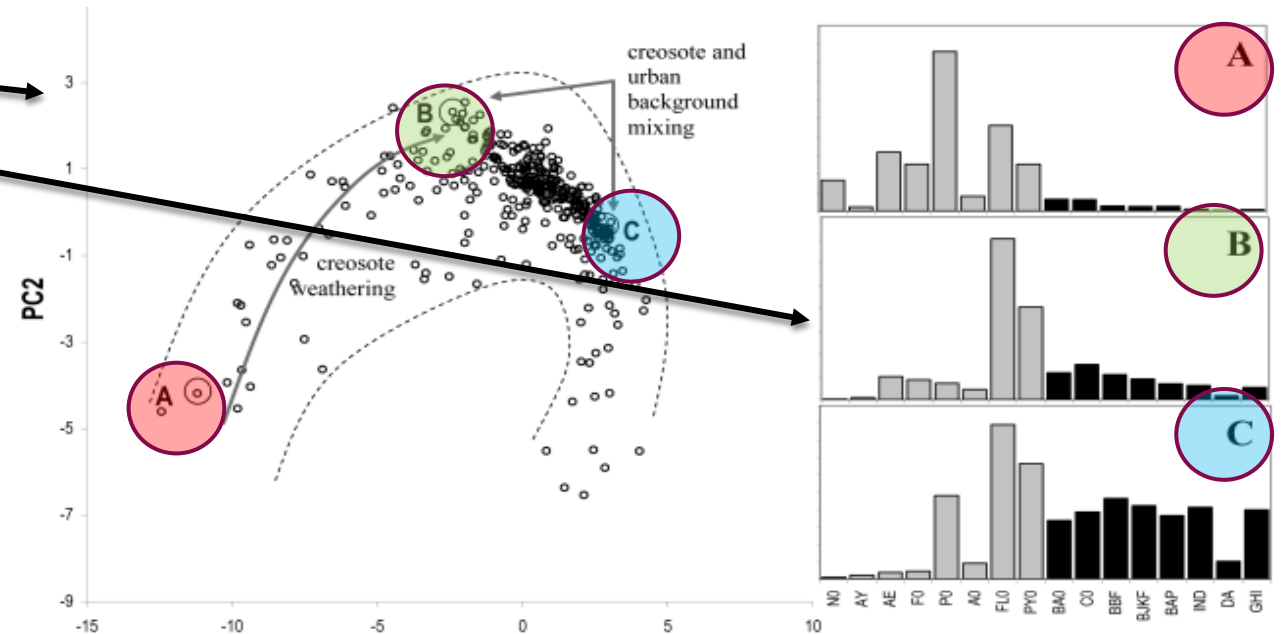 creosote and
urban
background
mixing
creosote
weathering
PC2
3
1
-1
-3
-5
-7
-9
-15
-10
-5
0
5
10
A
B
C
A
B
C
N0
AY
AE
F0
P0
A0
FL0
PY0
BA0
C0
BBF
BJKF
BAP
IND
DA
GHI